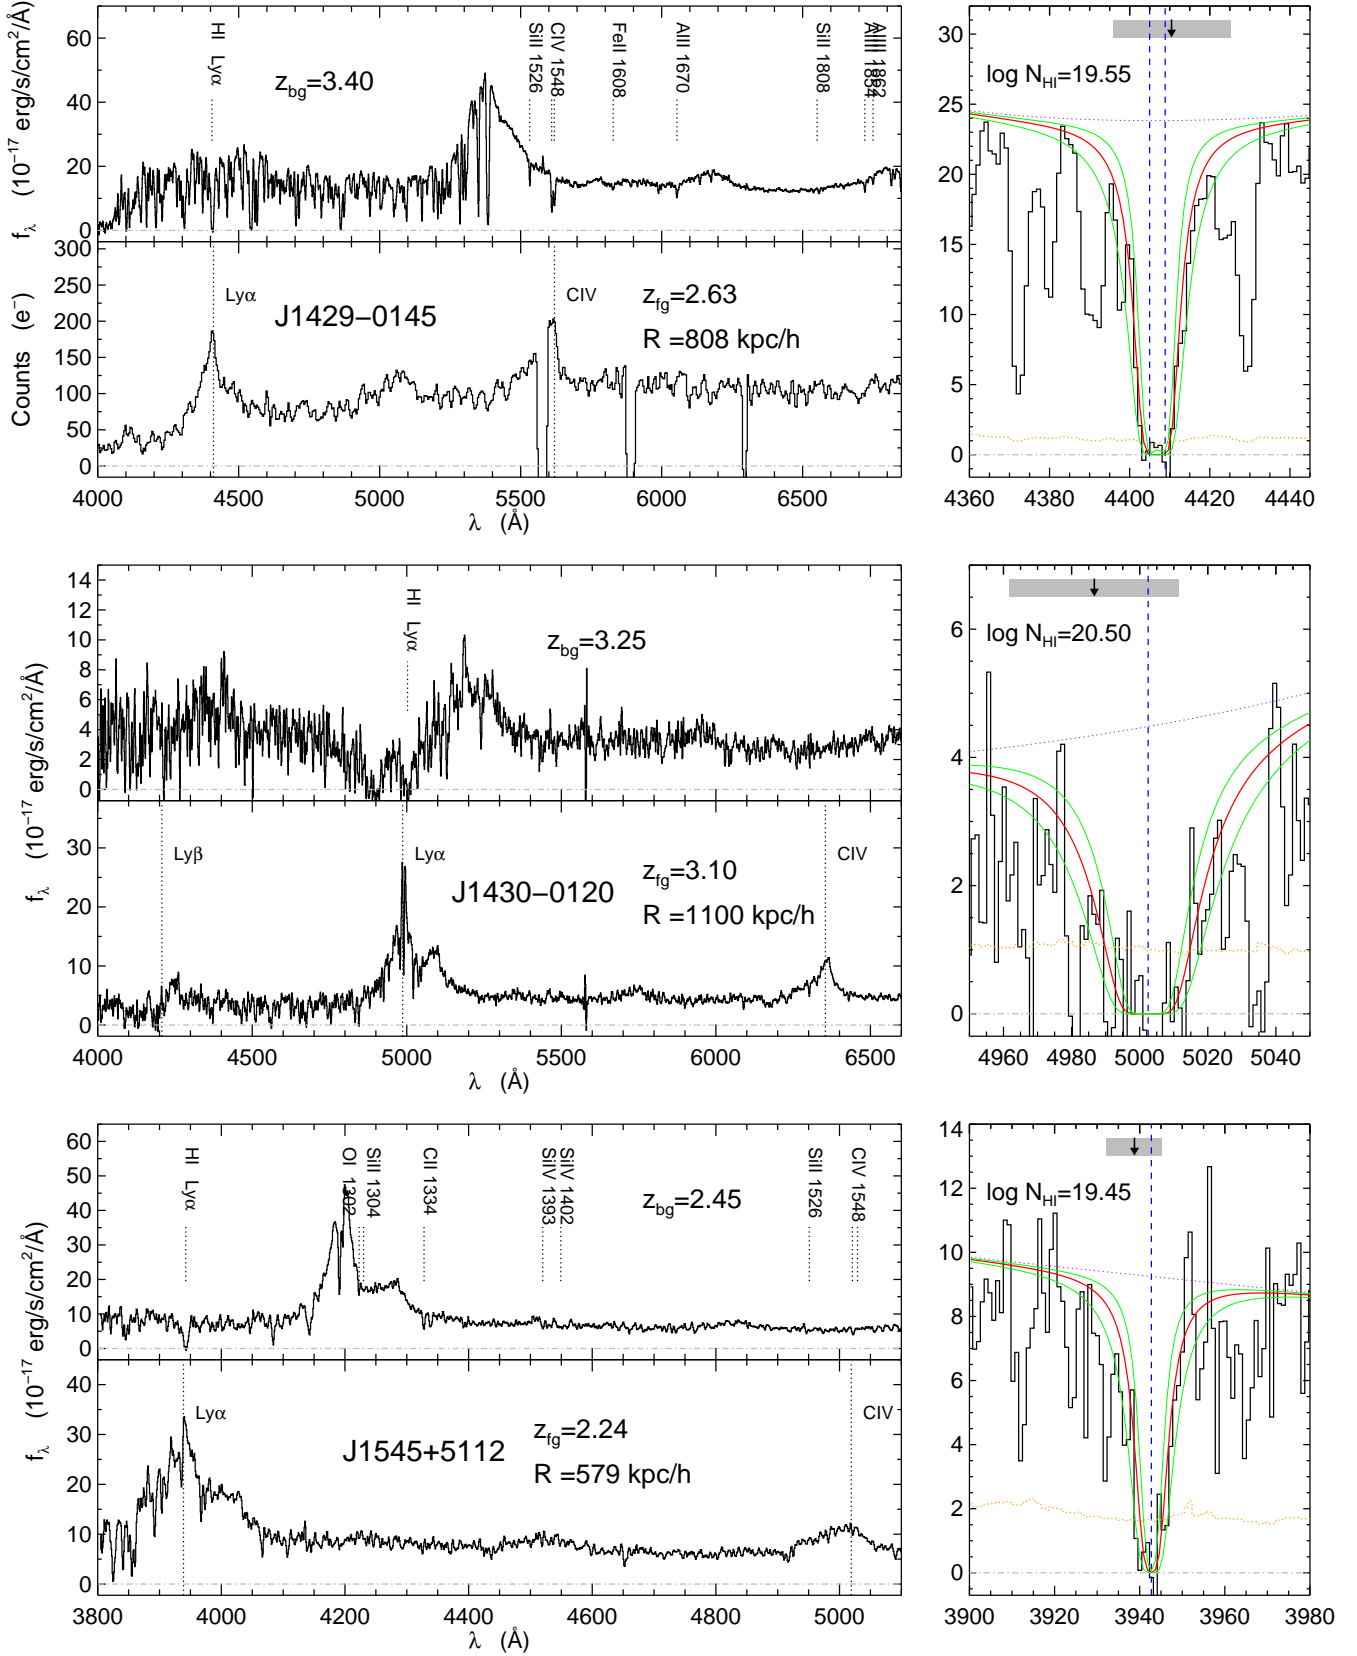 f_λ (10⁻¹⁷ erg/s/cm²/Å)
60
40
20
0
HI Lyα
z_bg=3.40
SiII 1526
CIV 1548
FeII 1608
AlII 1670
SiII 1808
AlIII 1854
AlIII 1862
Counts (e⁻)
300
250
200
150
100
50
0
Lyα
J1429−0145
CIV
z_fg=2.63
R =808 kpc/h
4000 4500 5000 5500 6000 6500
λ (Å)
30
25
20
15
10
5
0
log N_HI=19.55
4360 4380 4400 4420 4440
f_λ (10⁻¹⁷ erg/s/cm²/Å)
14
12
10
8
6
4
2
0
HI Lyα
z_bg=3.25
30
20
10
0
Lyβ
Lyα
CIV
J1430−0120
z_fg=3.10
R =1100 kpc/h
4000 4500 5000 5500 6000 6500
λ (Å)
6
4
2
0
log N_HI=20.50
4960 4980 5000 5020 5040
f_λ (10⁻¹⁷ erg/s/cm²/Å)
60
50
40
30
20
10
0
HI Lyα
OI 1302
SiII 1304
CII 1334
SiIV 1393
SiIV 1402
z_bg=2.45
SiII 1526
CIV 1548
40
30
20
10
0
Lyα
CIV
J1545+5112
z_fg=2.24
R =579 kpc/h
3800 4000 4200 4400 4600 4800 5000
λ (Å)
14
12
10
8
6
4
2
0
log N_HI=19.45
3900 3920 3940 3960 3980